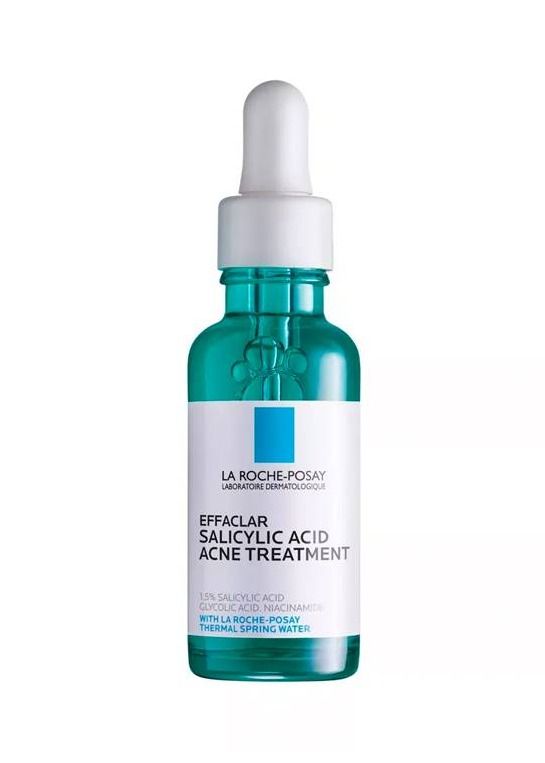 LA ROCHE-POSAY
LABORATOIRE DERMATOLOGIQUE
EFFACLAR
SALICYLIC ACID
ACNE TREATMENT
1.5% SALICYLIC ACID
GLYCOLIC ACID, NIACINAMIDE
WITH LA ROCHE-POSAY
THERMAL SPRING WATER